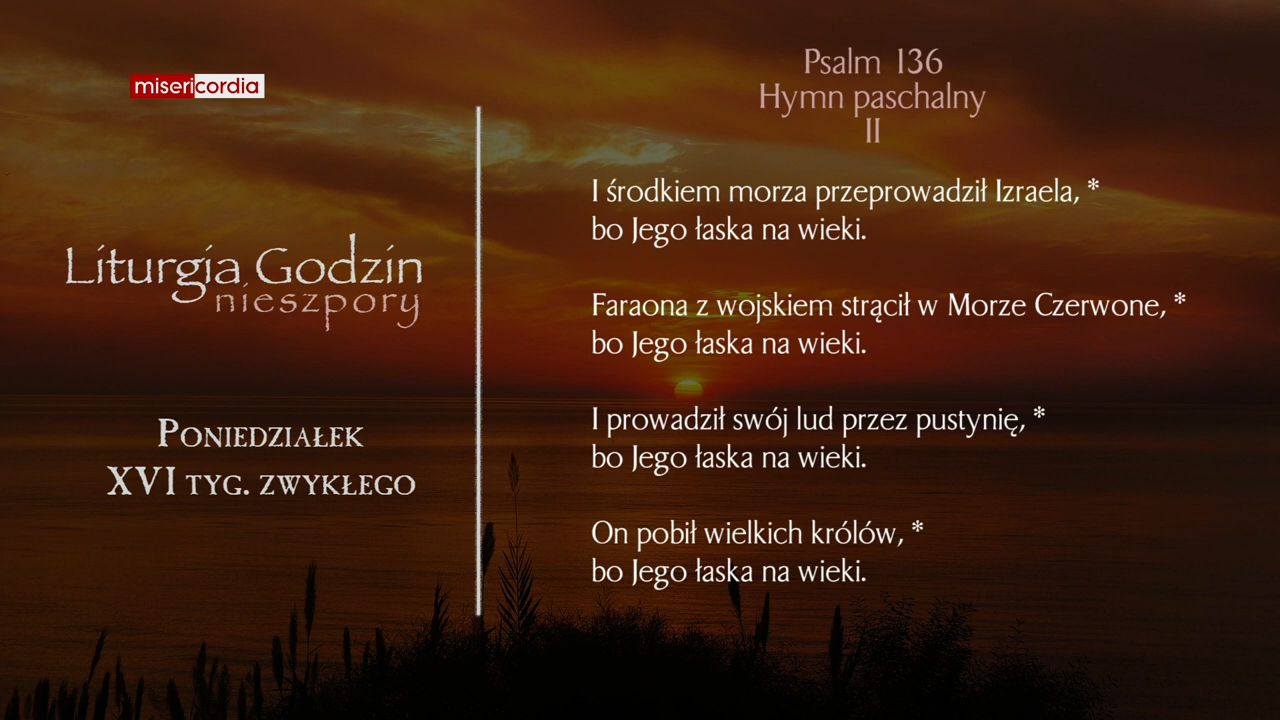 misericordia
Liturgia Godzin
nieszpory
Poniedziałek
XVI tyg. zwykłego
Psalm 136
Hymn paschalny
II
I środkiem morza przeprowadził Izraela, *
bo Jego łaska na wieki.
Faraona z wojskiem strącił w Morze Czerwone, *
bo Jego łaska na wieki.
I prowadził swój lud przez pustynię, *
bo Jego łaska na wieki.
On pobił wielkich królów, *
bo Jego łaska na wieki.